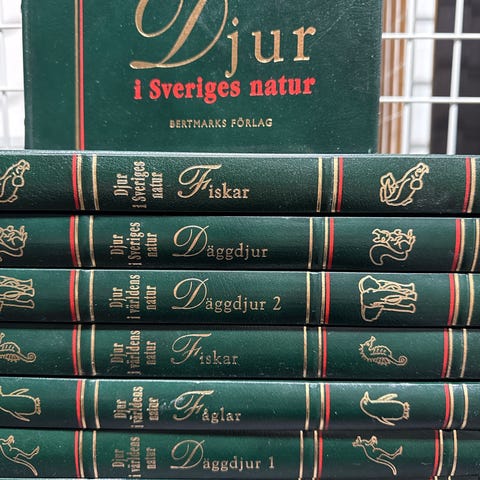 Djur
i Sveriges natur
BERTMARKS FÖRLAG
Djur
i Sveriges
natur
Fiskar
Djur
i Sveriges
natur
Däggdjur
Djur
i världens
natur
Däggdjur 2
Djur
i världens
natur
Fiskar
Djur
i världens
natur
Fåglar
Djur
i världens
natur
Däggdjur 1